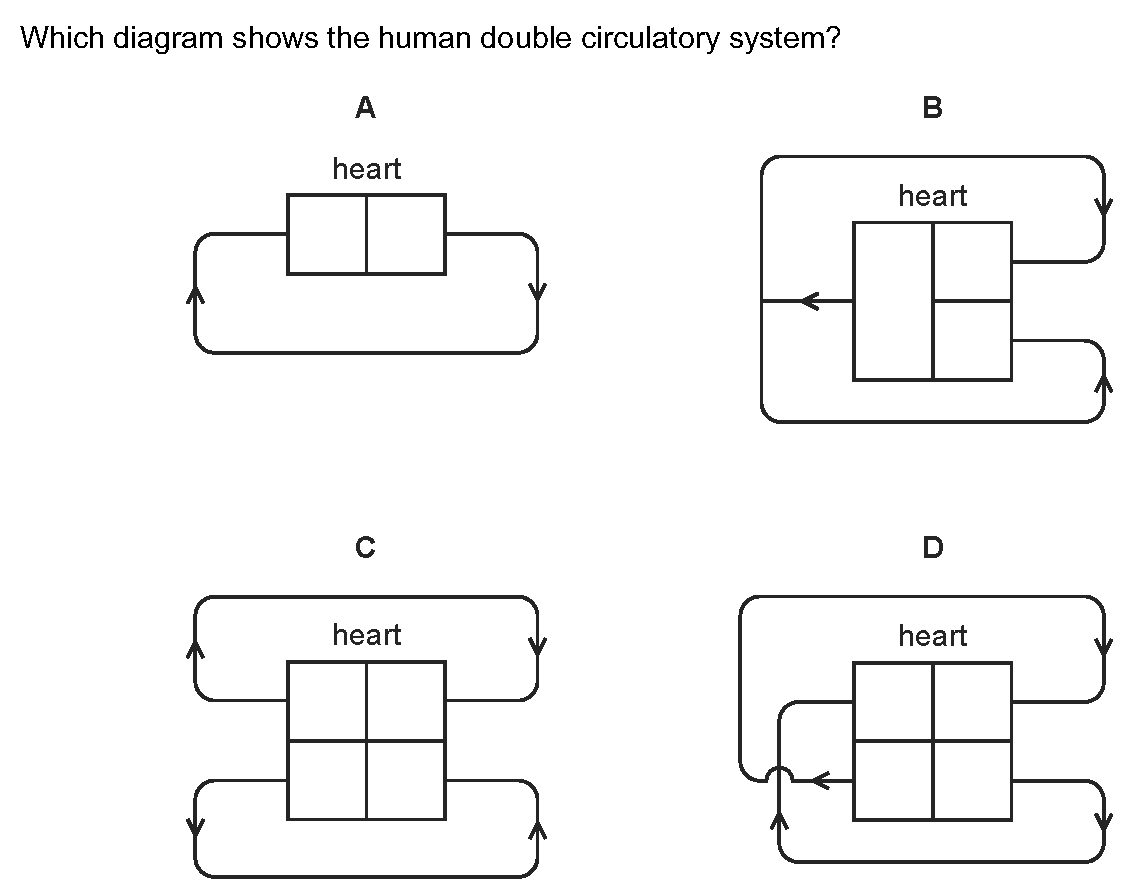 Which diagram shows the human double circulatory system?
A
B
heart
heart
C
D
heart
heart